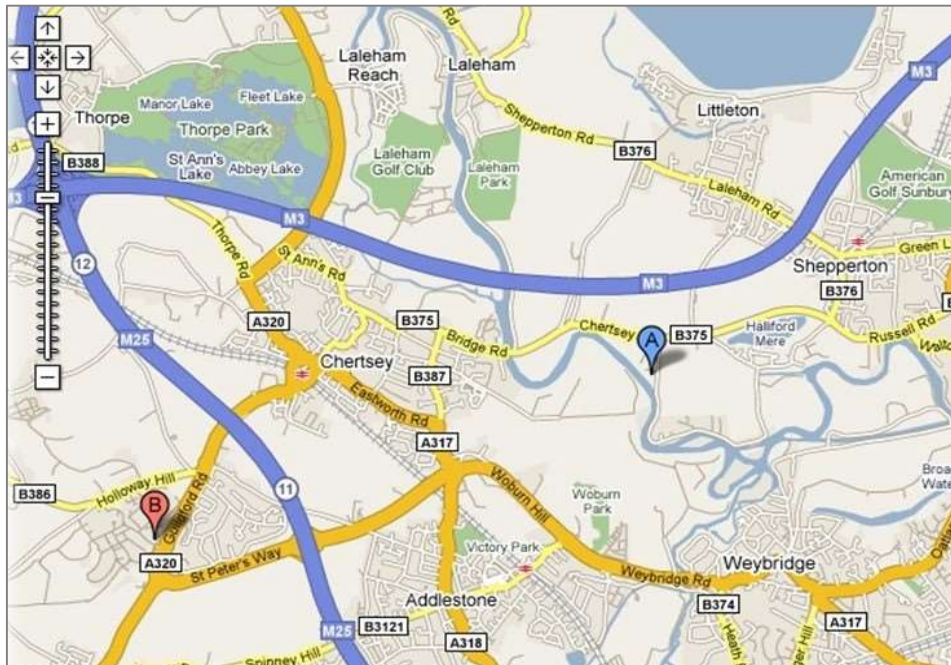 Laleham
Reach
Laleham
Rd
M3
Thorpe
Manor Lake
Fleet Lake
Thorpe Park
St Ann's
Lake
Abbey Lake
B388
Laleham
Golf Club
Laleham
Park
Shepperton Rd
B376
Littleton
Laleham Rd
American
Golf Sunbury
M3
M3
Thorpe Rd
St Ann's Rd
12
M3
Shepperton
Green
B376
A320
B375
Bridge Rd
Chertsey
A
B375
Halliford
Mere
Russell Rd
M25
Chertsey
B387
Eastworth Rd
A317
Holloway Hill
B386
B
Guildford Rd
11
Woburn Hill
Woburn
Park
A320
St Peter's Way
Victory Park
Weybridge
Weybridge Rd
Addlestone
B374
A317
M25
B3121
A318
Spinney Hill
Heath